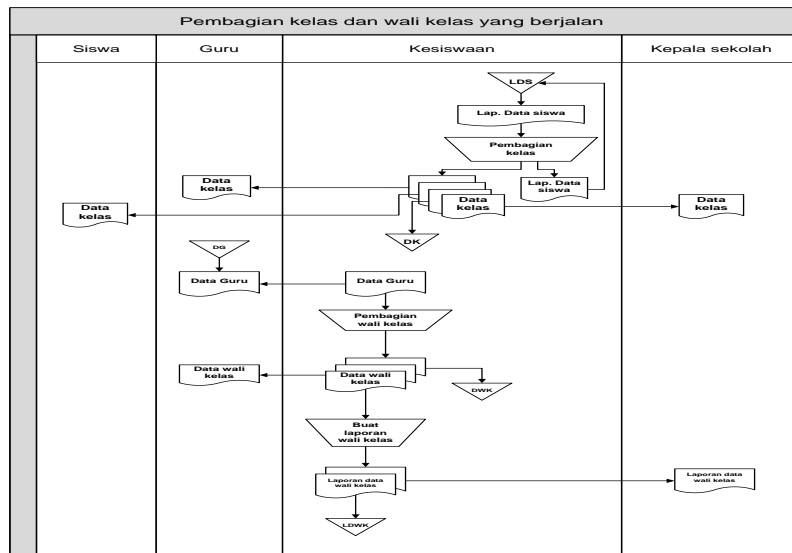 Pembagian kelas dan wali kelas yang berjalan
Siswa
Guru
Kesiswaan
Kepala sekolah
LDS
Lap. Data siswa
Pembagian
kelas
Data
kelas
Lap. Data
siswa
Data
kelas
Data
kelas
Data
kelas
DK
DG
Data Guru
Data Guru
Pembagian
wali kelas
Data wali
kelas
Data wali
kelas
DWK
Buat
laporan
wali kelas
Laporan data
wali kelas
Laporan data
wali kelas
LDWK